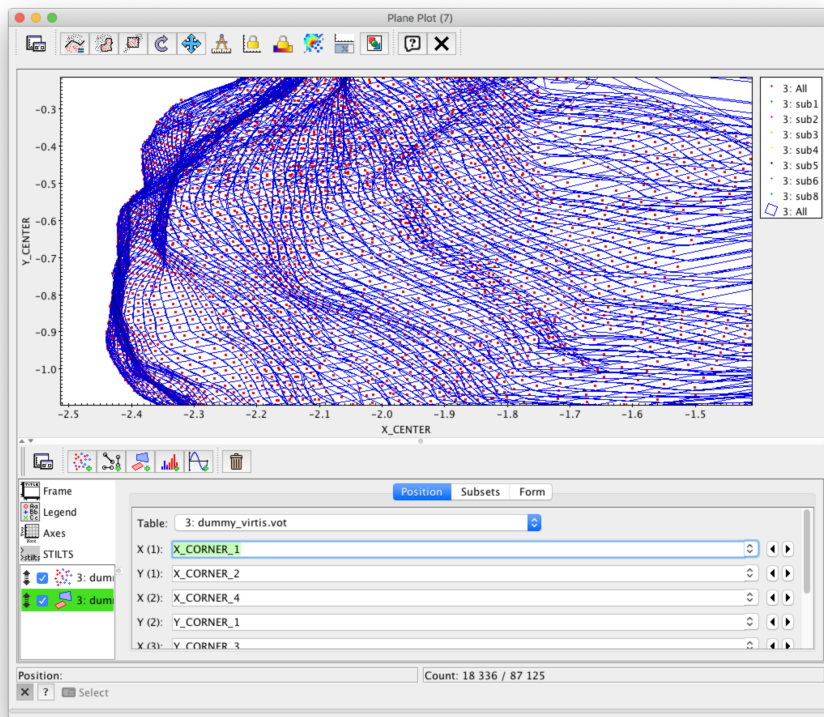 Plane Plot (7)
-0.3
-0.4
-0.5
-0.6
-0.7
-0.8
-0.9
-1.0
Y_CENTER
-2.5 -2.4 -2.3 -2.2 -2.1 -2.0 -1.9 -1.8 -1.7 -1.6 -1.5
X_CENTER
3: All
3: sub1
3: sub2
3: sub3
3: sub4
3: sub5
3: sub6
3: sub8
3: All
Frame
Legend
Axes
STILTS
3: dum
3: dum
Position Subsets Form
Table: 3: dummy_virtis.vot
X (1): X_CORNER_1
Y (1): X_CORNER_2
X (2): X_CORNER_4
Y (2): Y_CORNER_1
X (3): Y_CORNER_3
Position:
Count: 18 336 / 87 125
Select